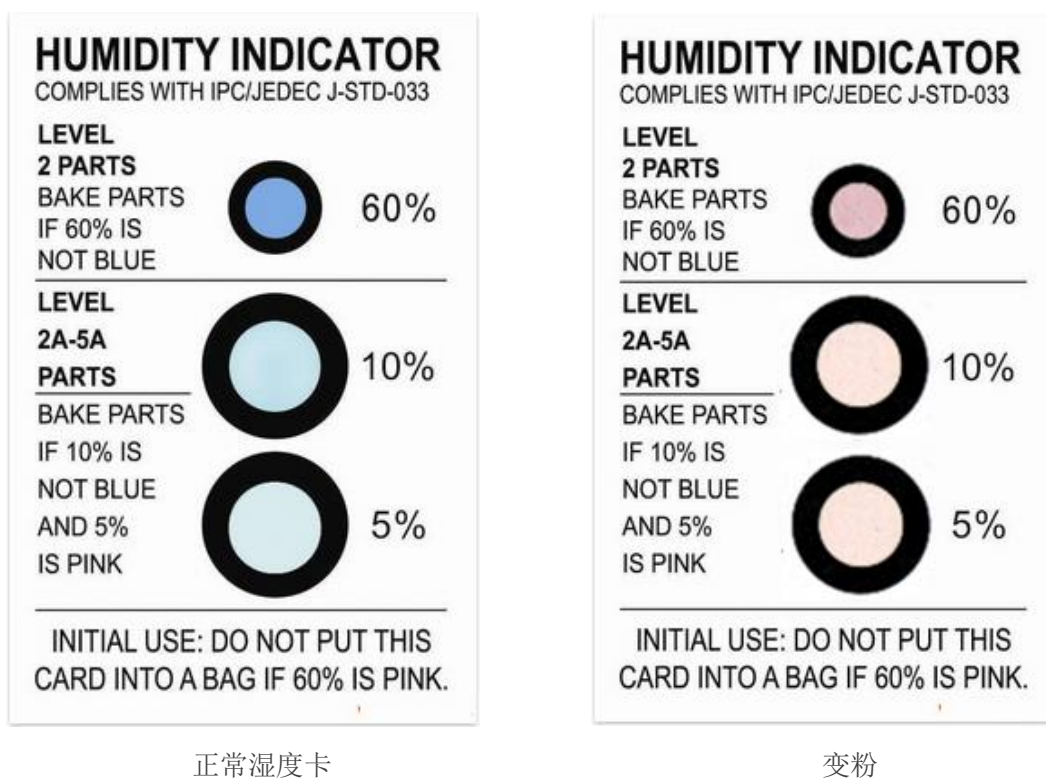 HUMIDITY INDICATOR
COMPLIES WITH IPC/JEDEC J-STD-033
LEVEL
2 PARTS
BAKE PARTS
IF 60% IS
NOT BLUE
60%
LEVEL
2A-5A
PARTS
BAKE PARTS
IF 10% IS
NOT BLUE
AND 5%
IS PINK
10%
5%
INITIAL USE: DO NOT PUT THIS
CARD INTO A BAG IF 60% IS PINK.
正常湿度卡
HUMIDITY INDICATOR
COMPLIES WITH IPC/JEDEC J-STD-033
LEVEL
2 PARTS
BAKE PARTS
IF 60% IS
NOT BLUE
60%
LEVEL
2A-5A
PARTS
BAKE PARTS
IF 10% IS
NOT BLUE
AND 5%
IS PINK
10%
5%
INITIAL USE: DO NOT PUT THIS
CARD INTO A BAG IF 60% IS PINK.
变粉